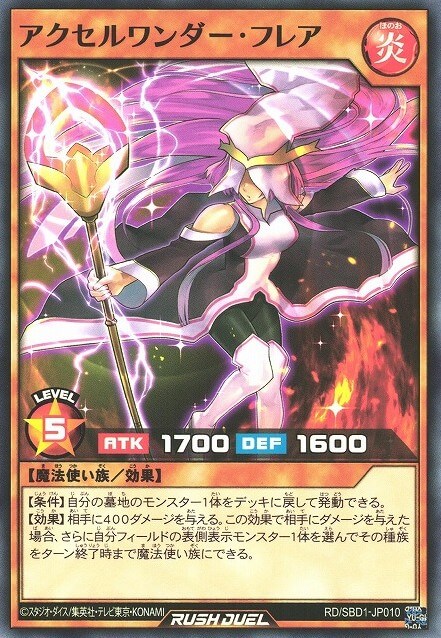 アクセルワンダー・フレア
ほのお
炎
LEVEL
5
ATK 1700 DEF 1600
【魔法使い族／効果】
【条件】自分の墓地のモンスター1体をデッキに戻して発動できる。
【効果】相手に400ダメージを与える。この効果で相手にダメージを与えた
場合、さらに自分フィールドの表側表示モンスター1体を選んでその種族
をターン終了時まで魔法使い族にできる。
©スタジオ・ダイス/集英社・テレビ東京・KONAMI
RUSH DUEL
RD/SBD1-JP010